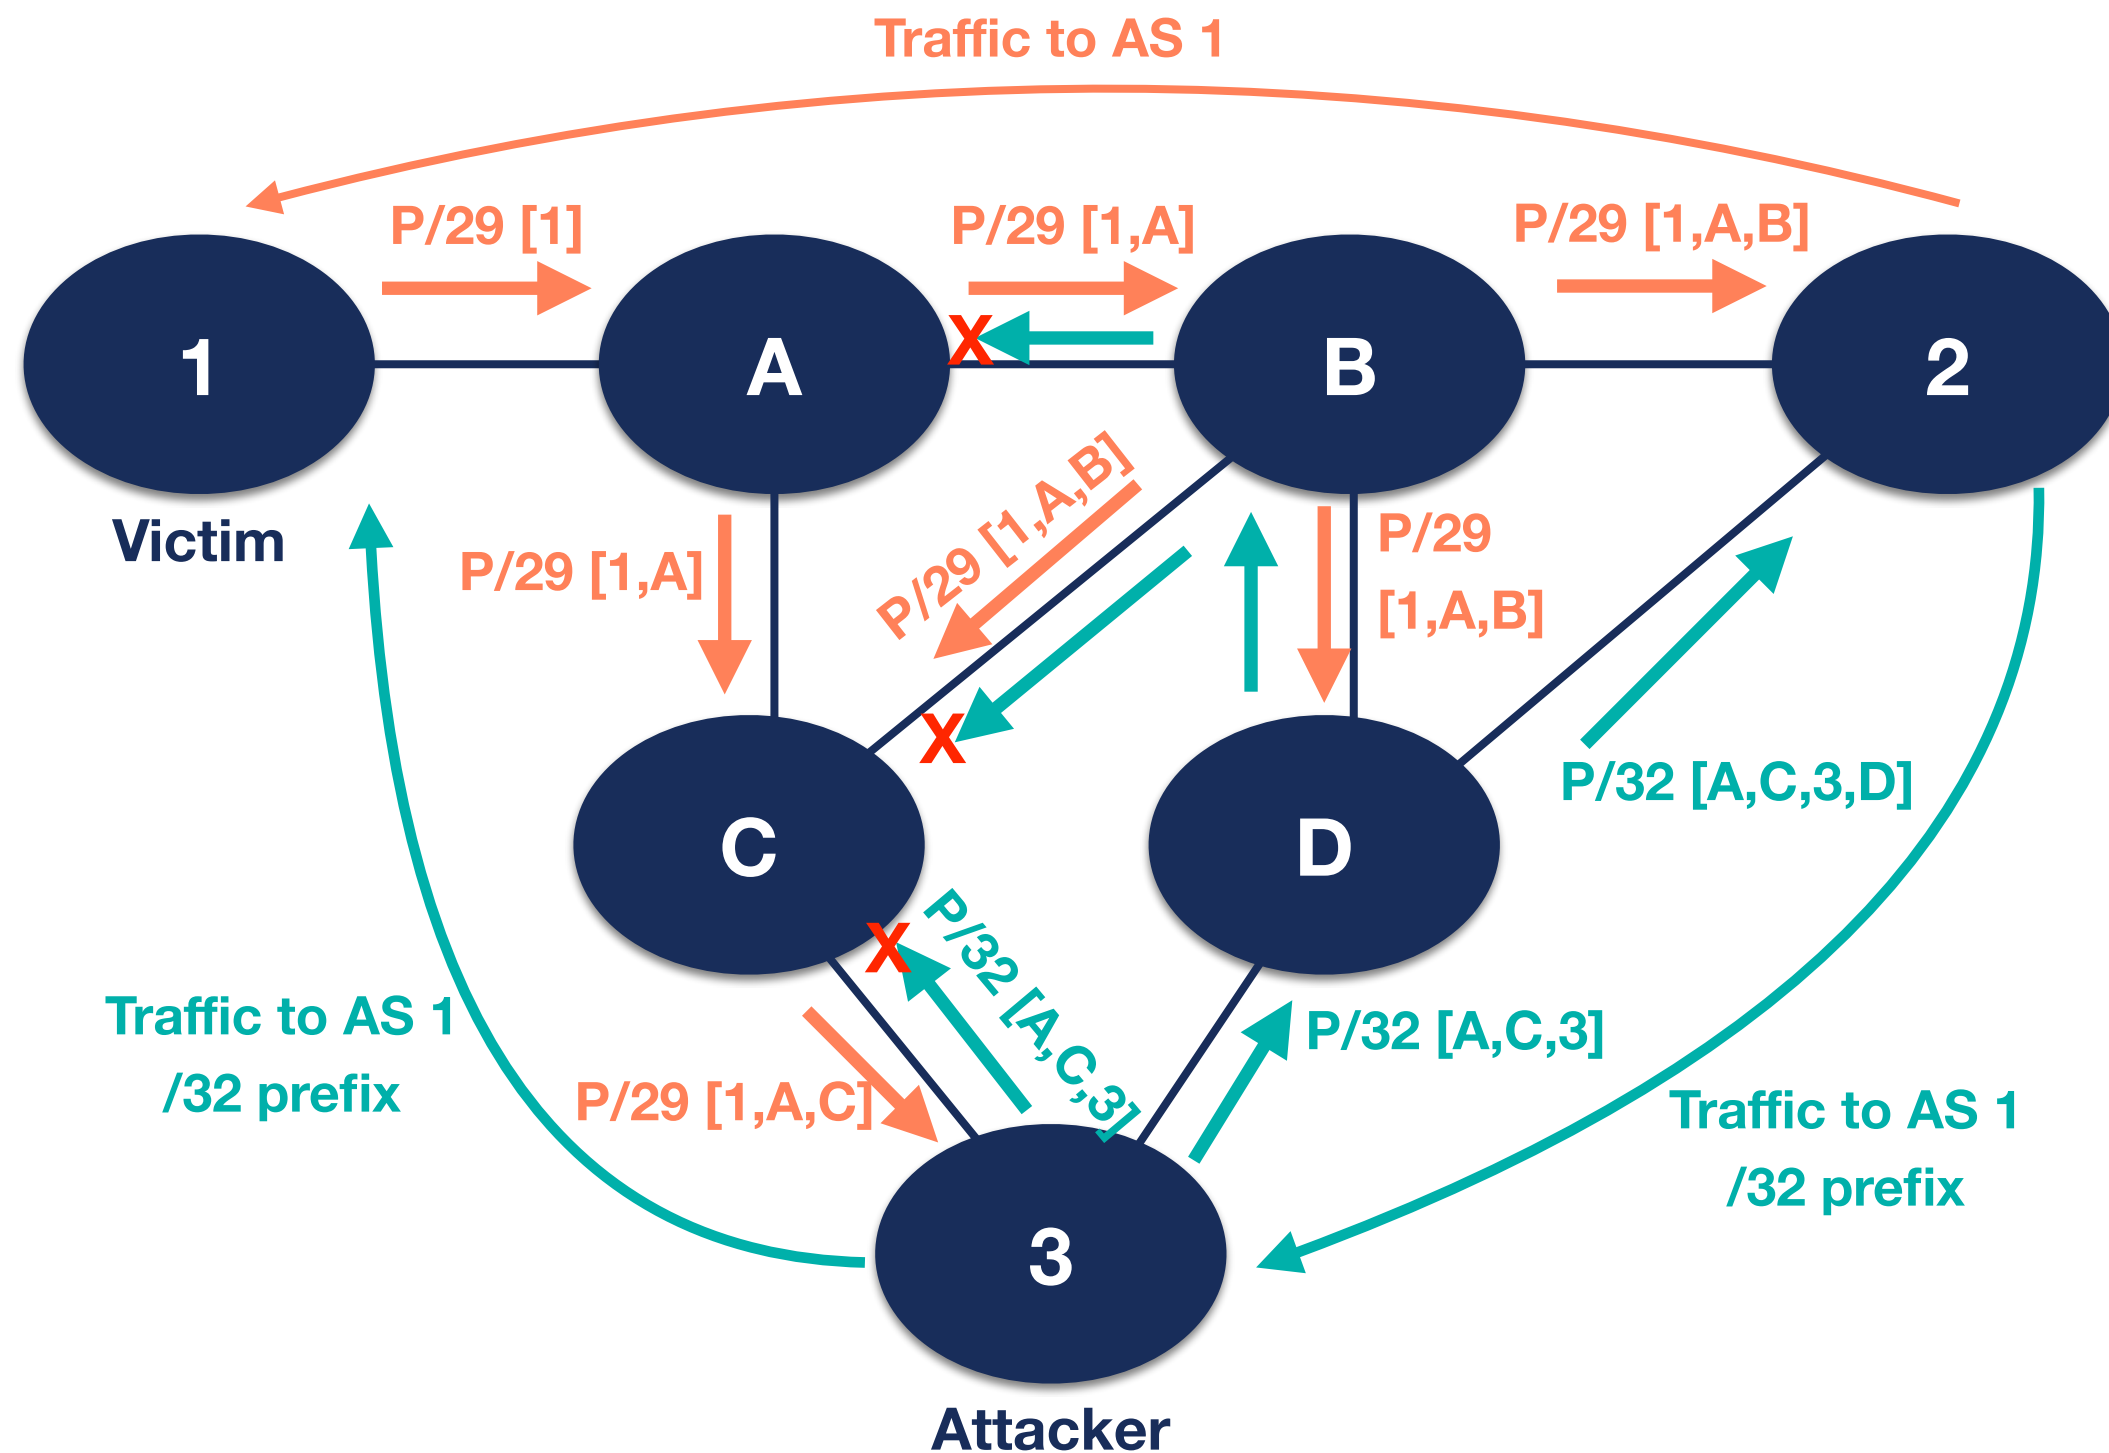 Traffic to AS 1
P/29 [1]
P/29 [1,A]
P/29 [1,A,B]
1
A
X
B
2
Victim
P/29 [1,A]
P/29 [1,A,B]
P/29
[1,A,B]
X
P/32 [A,C,3,D]
C
D
X
P/32 [A,C,3]
Traffic to AS 1
/32 prefix
P/29 [1,A,C]
P/32 [A,C,3]
Traffic to AS 1
/32 prefix
3
Attacker